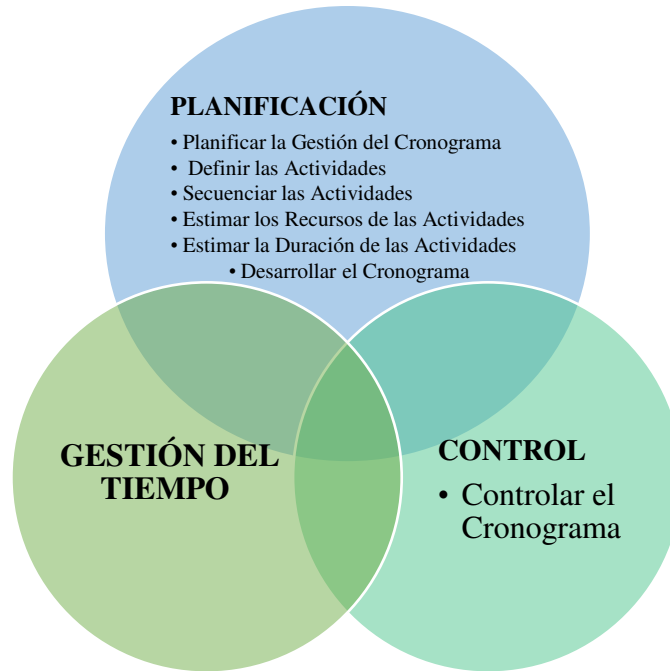 PLANIFICACIÓN
• Planificar la Gestión del Cronograma
• Definir las Actividades
• Secuenciar las Actividades
• Estimar los Recursos de las Actividades
• Estimar la Duración de las Actividades
• Desarrollar el Cronograma
GESTIÓN DEL
TIEMPO
CONTROL
• Controlar el
Cronograma